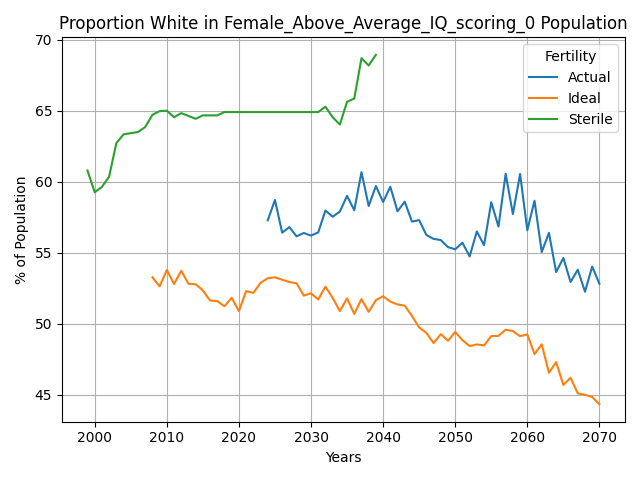 Proportion White in Female_Above_Average_IQ_scoring_0 Population
70
65
60
55
50
45
% of Population
Fertility
Actual
Ideal
Sterile
2000 2010 2020 2030 2040 2050 2060 2070
Years